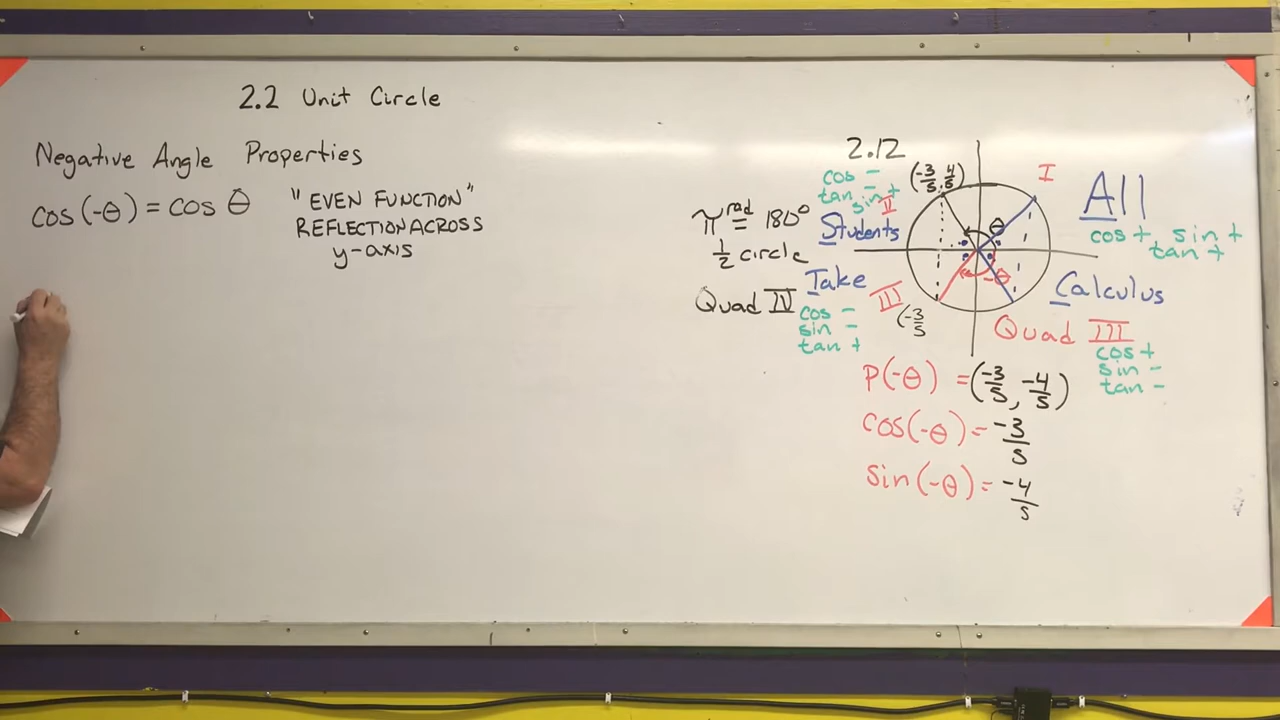 2.2 Unit Circle
Negative Angle Properties
cos(-θ) = cos θ
"EVEN FUNCTION"
REFLECTION ACROSS
y-axis
2.12
π rad = 180°
1/2 circle
Quad IV
cos -
tan -
sin +
II
Students
(-3/5, 4/5)
I
All
cos + sin +
tan +
θ
-θ
Take
III
cos -
sin -
tan +
(-3/5
Calculus
Quad III
cos +
sin -
tan -
P(-θ) = (-3/5, -4/5)
cos(-θ) = -3/5
sin(-θ) = -4/5